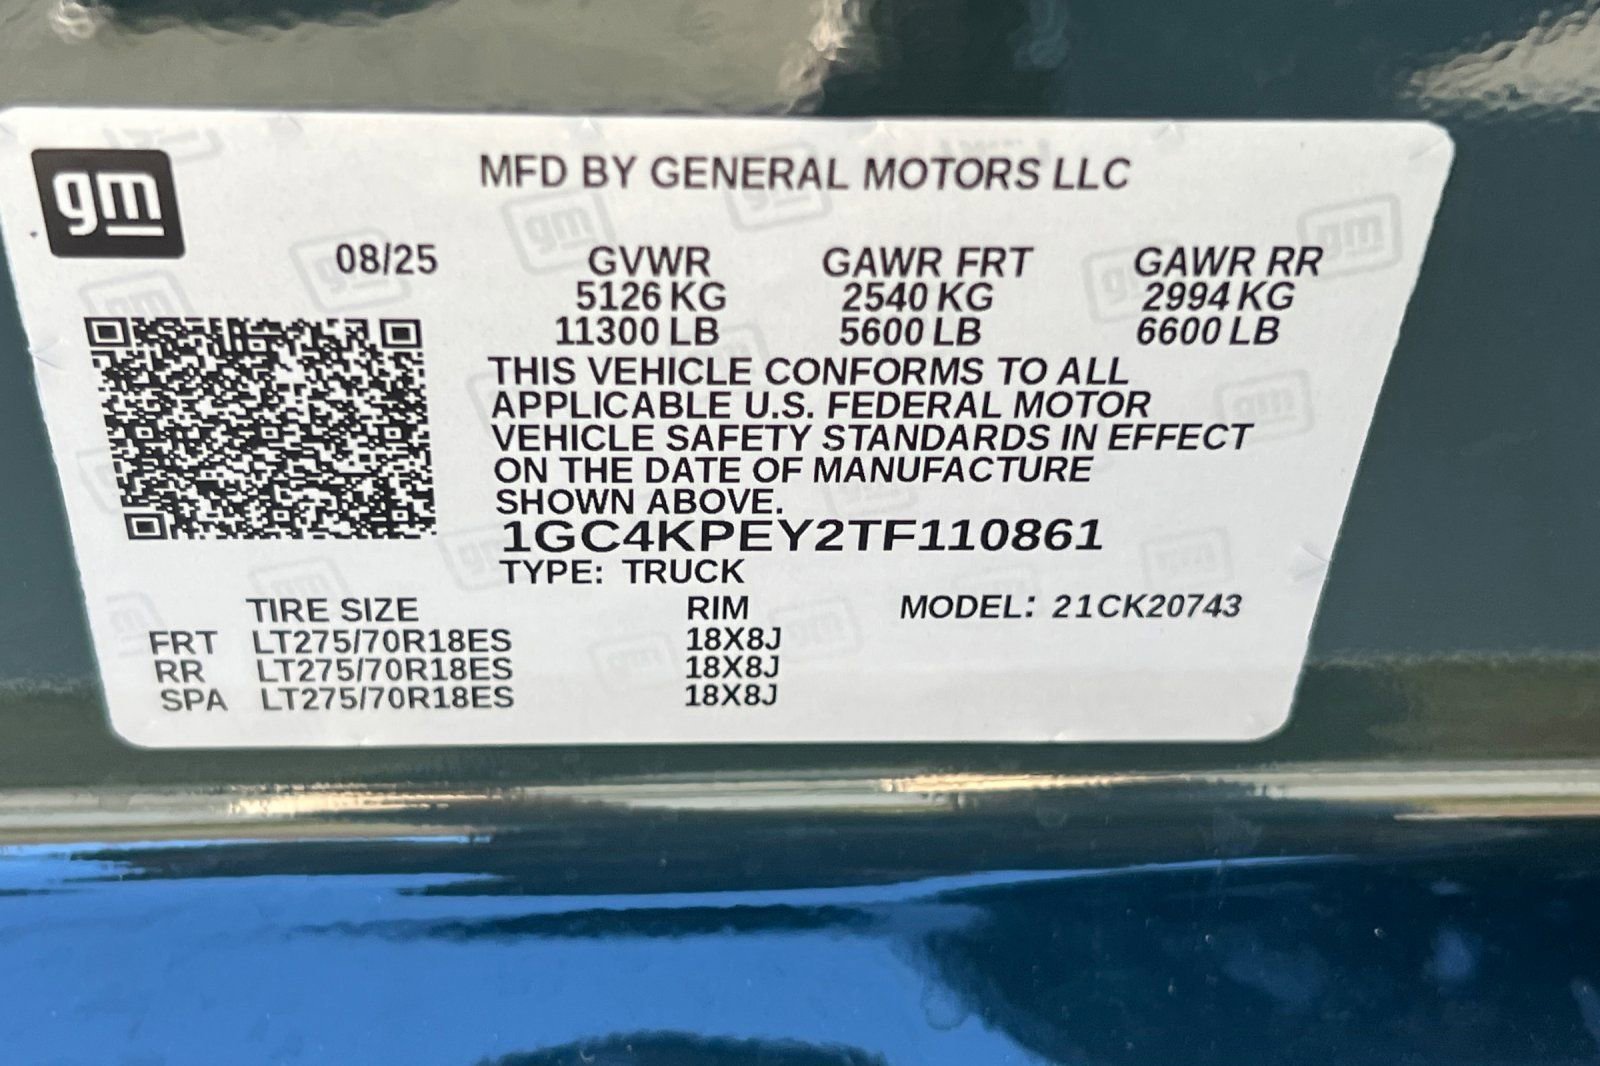 gm
MFD BY GENERAL MOTORS LLC
08/25 GVWR GAWR FRT GAWR RR
5126 KG 2540 KG 2994 KG
11300 LB 5600 LB 6600 LB
THIS VEHICLE CONFORMS TO ALL
APPLICABLE U.S. FEDERAL MOTOR
VEHICLE SAFETY STANDARDS IN EFFECT
ON THE DATE OF MANUFACTURE
SHOWN ABOVE.
1GC4KPEY2TF110861
TYPE: TRUCK
TIRE SIZE RIM MODEL: 21CK20743
FRT LT275/70R18ES 18X8J
RR LT275/70R18ES 18X8J
SPA LT275/70R18ES 18X8J